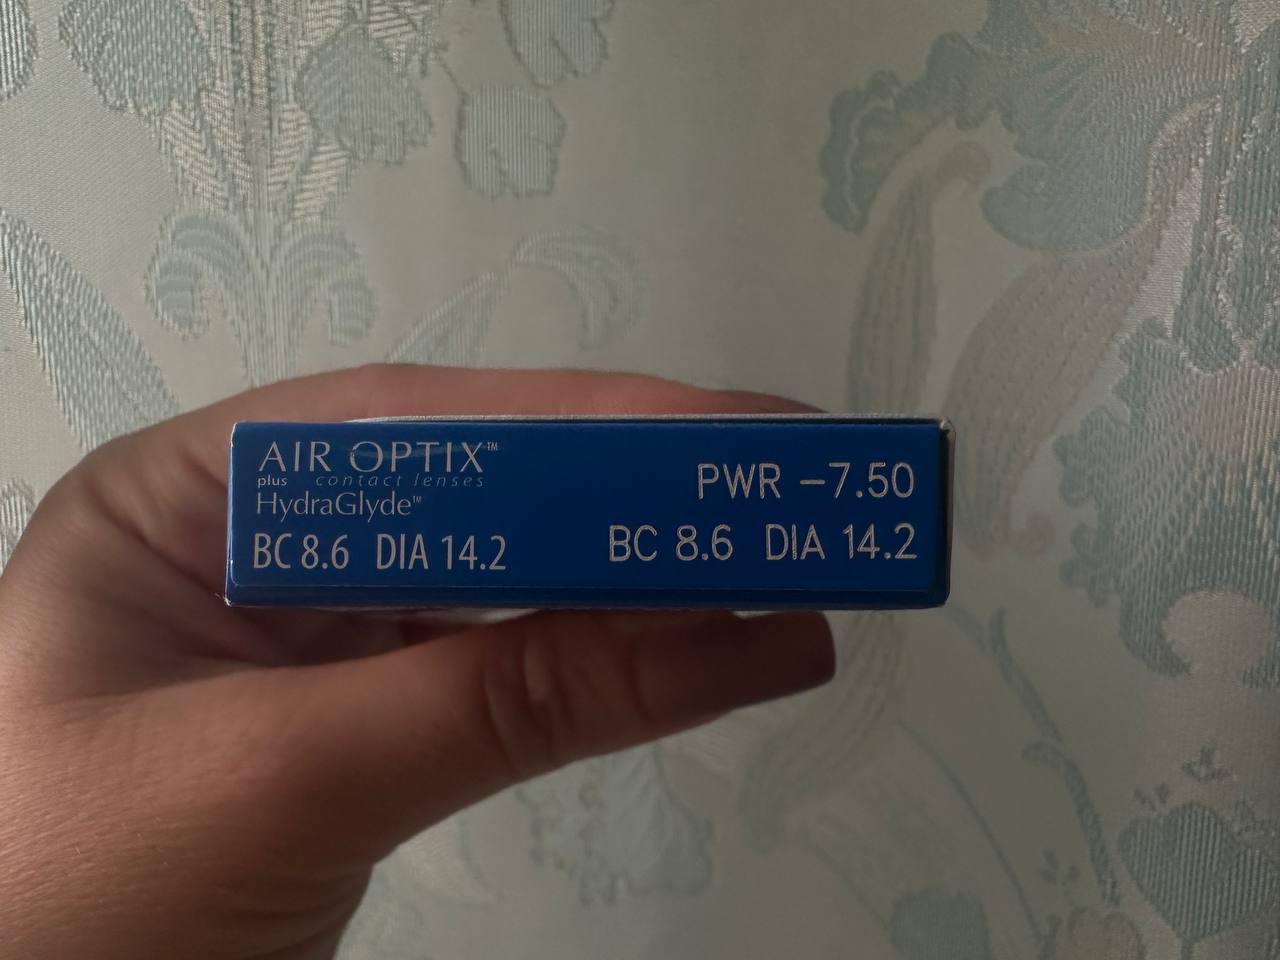 AIR OPTIX™
plus contact lenses
HydraGlyde™
BC 8.6 DIA 14.2
PWR −7.50
BC 8.6 DIA 14.2